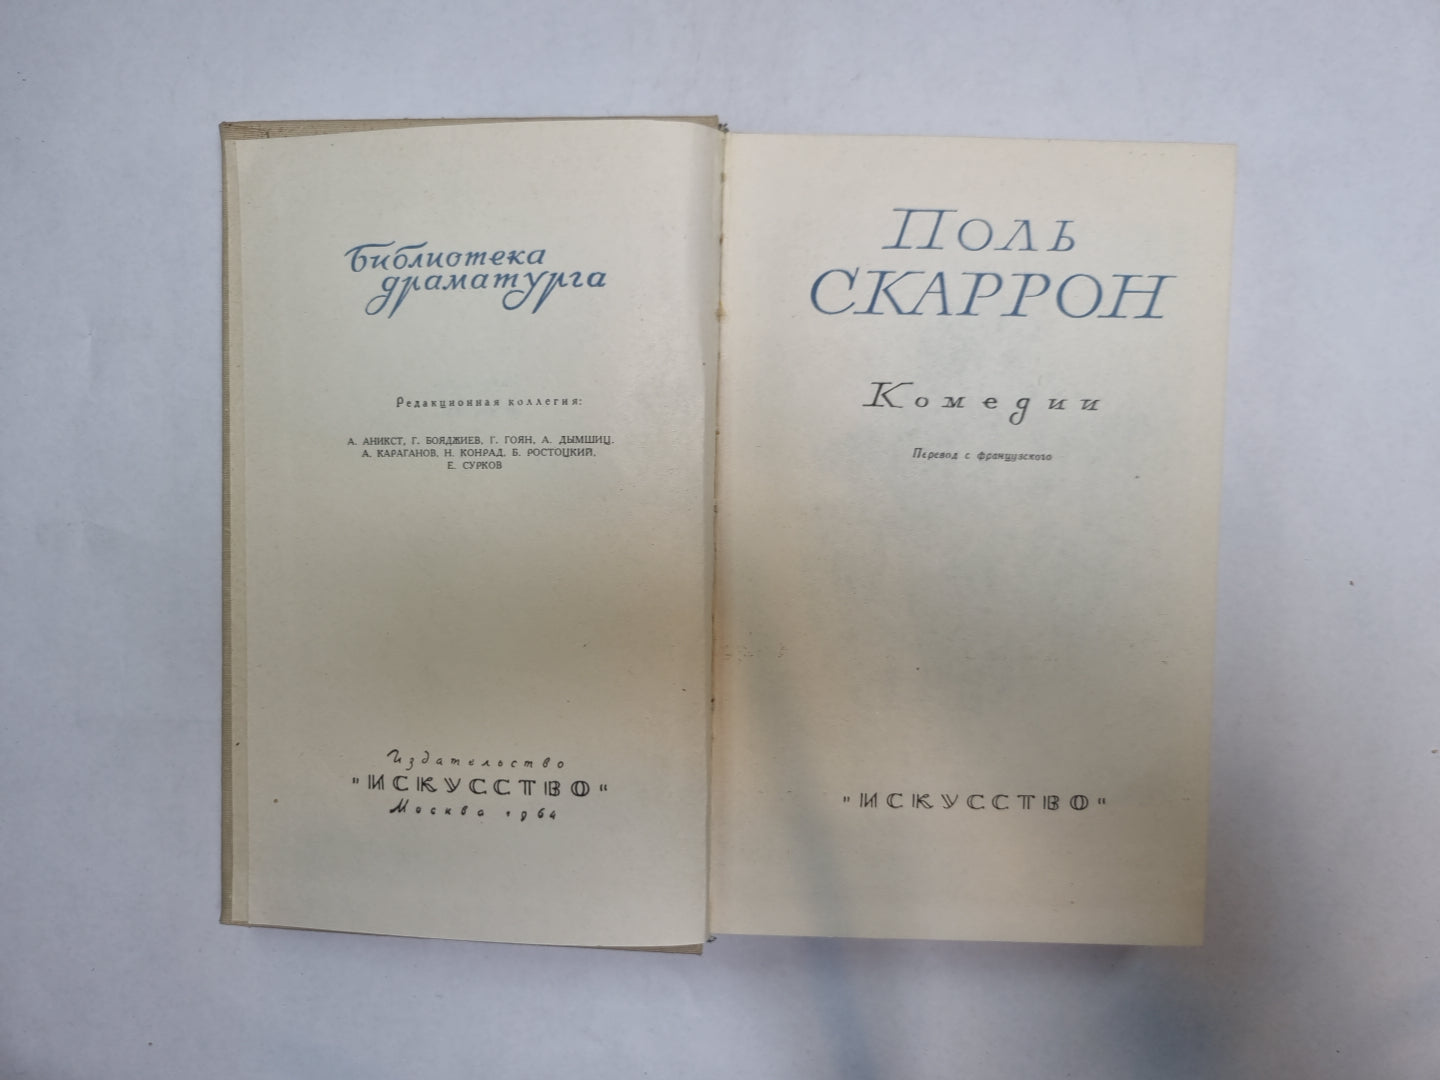 Библиотека
драматурга
Редакционная коллегия:
А. АНИКСТ, Г. БОЯДЖИЕВ, Г. ГОЯН, А. ДЫМШИЦ,
А. КАРАГАНОВ, Н. КОНРАД, Б. РОСТОЦКИЙ,
Е. СУРКОВ
Издательство
"ИСКУССТВО"
Москва 1964
ПОЛЬ
СКАРРОН
Комедии
Перевод с французского
"ИСКУССТВО"